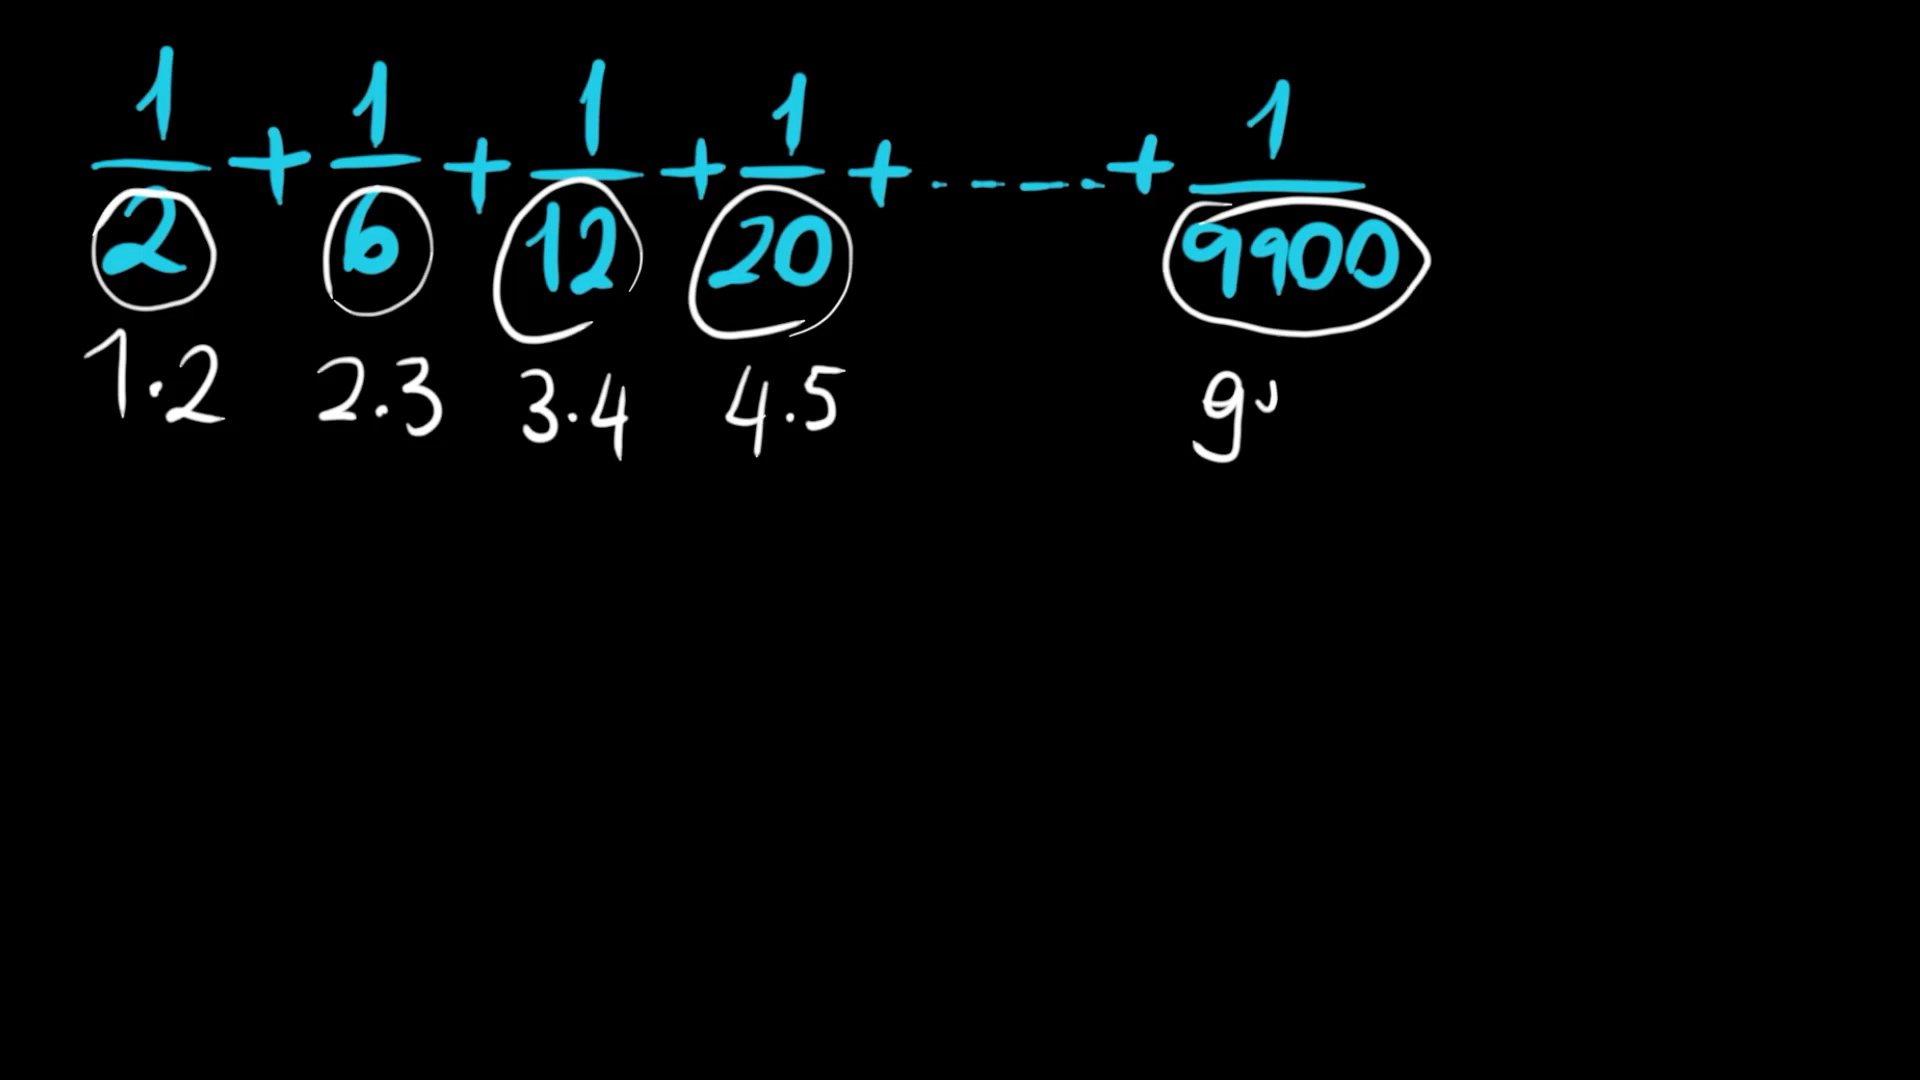 1/2 + 1/6 + 1/12 + 1/20 + ------ + 1/9900
1·2 2·3 3·4 4·5 9